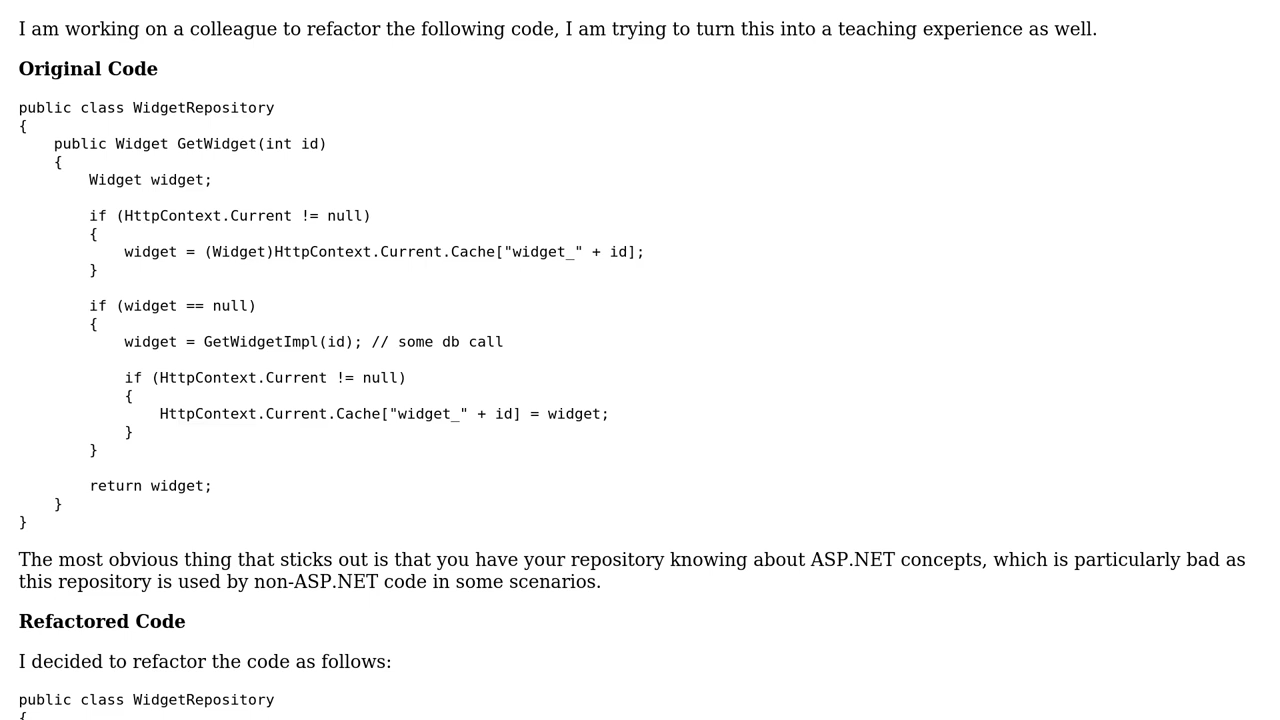 I am working on a colleague to refactor the following code, I am trying to turn this into a teaching experience as well.
Original Code
public class WidgetRepository
{
    public Widget GetWidget(int id)
    {
        Widget widget;

        if (HttpContext.Current != null)
        {
            widget = (Widget)HttpContext.Current.Cache["widget_" + id];
        }

        if (widget == null)
        {
            widget = GetWidgetImpl(id); // some db call

            if (HttpContext.Current != null)
            {
                HttpContext.Current.Cache["widget_" + id] = widget;
            }
        }

        return widget;
    }
}
The most obvious thing that sticks out is that you have your repository knowing about ASP.NET concepts, which is particularly bad as
this repository is used by non-ASP.NET code in some scenarios.
Refactored Code
I decided to refactor the code as follows:
public class WidgetRepository
{